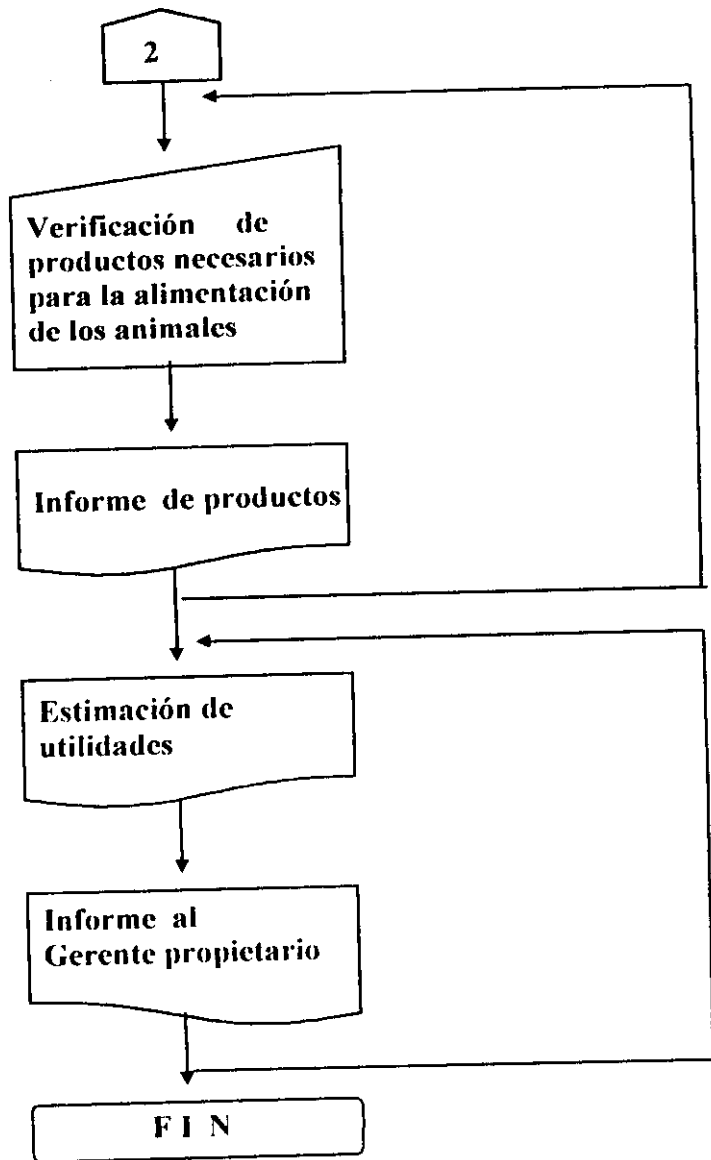 2
Verificación de
productos necesarios
para la alimentación
de los animales
Informe de productos
Estimación de
utilidades
Informe al
Gerente propietario
F I N